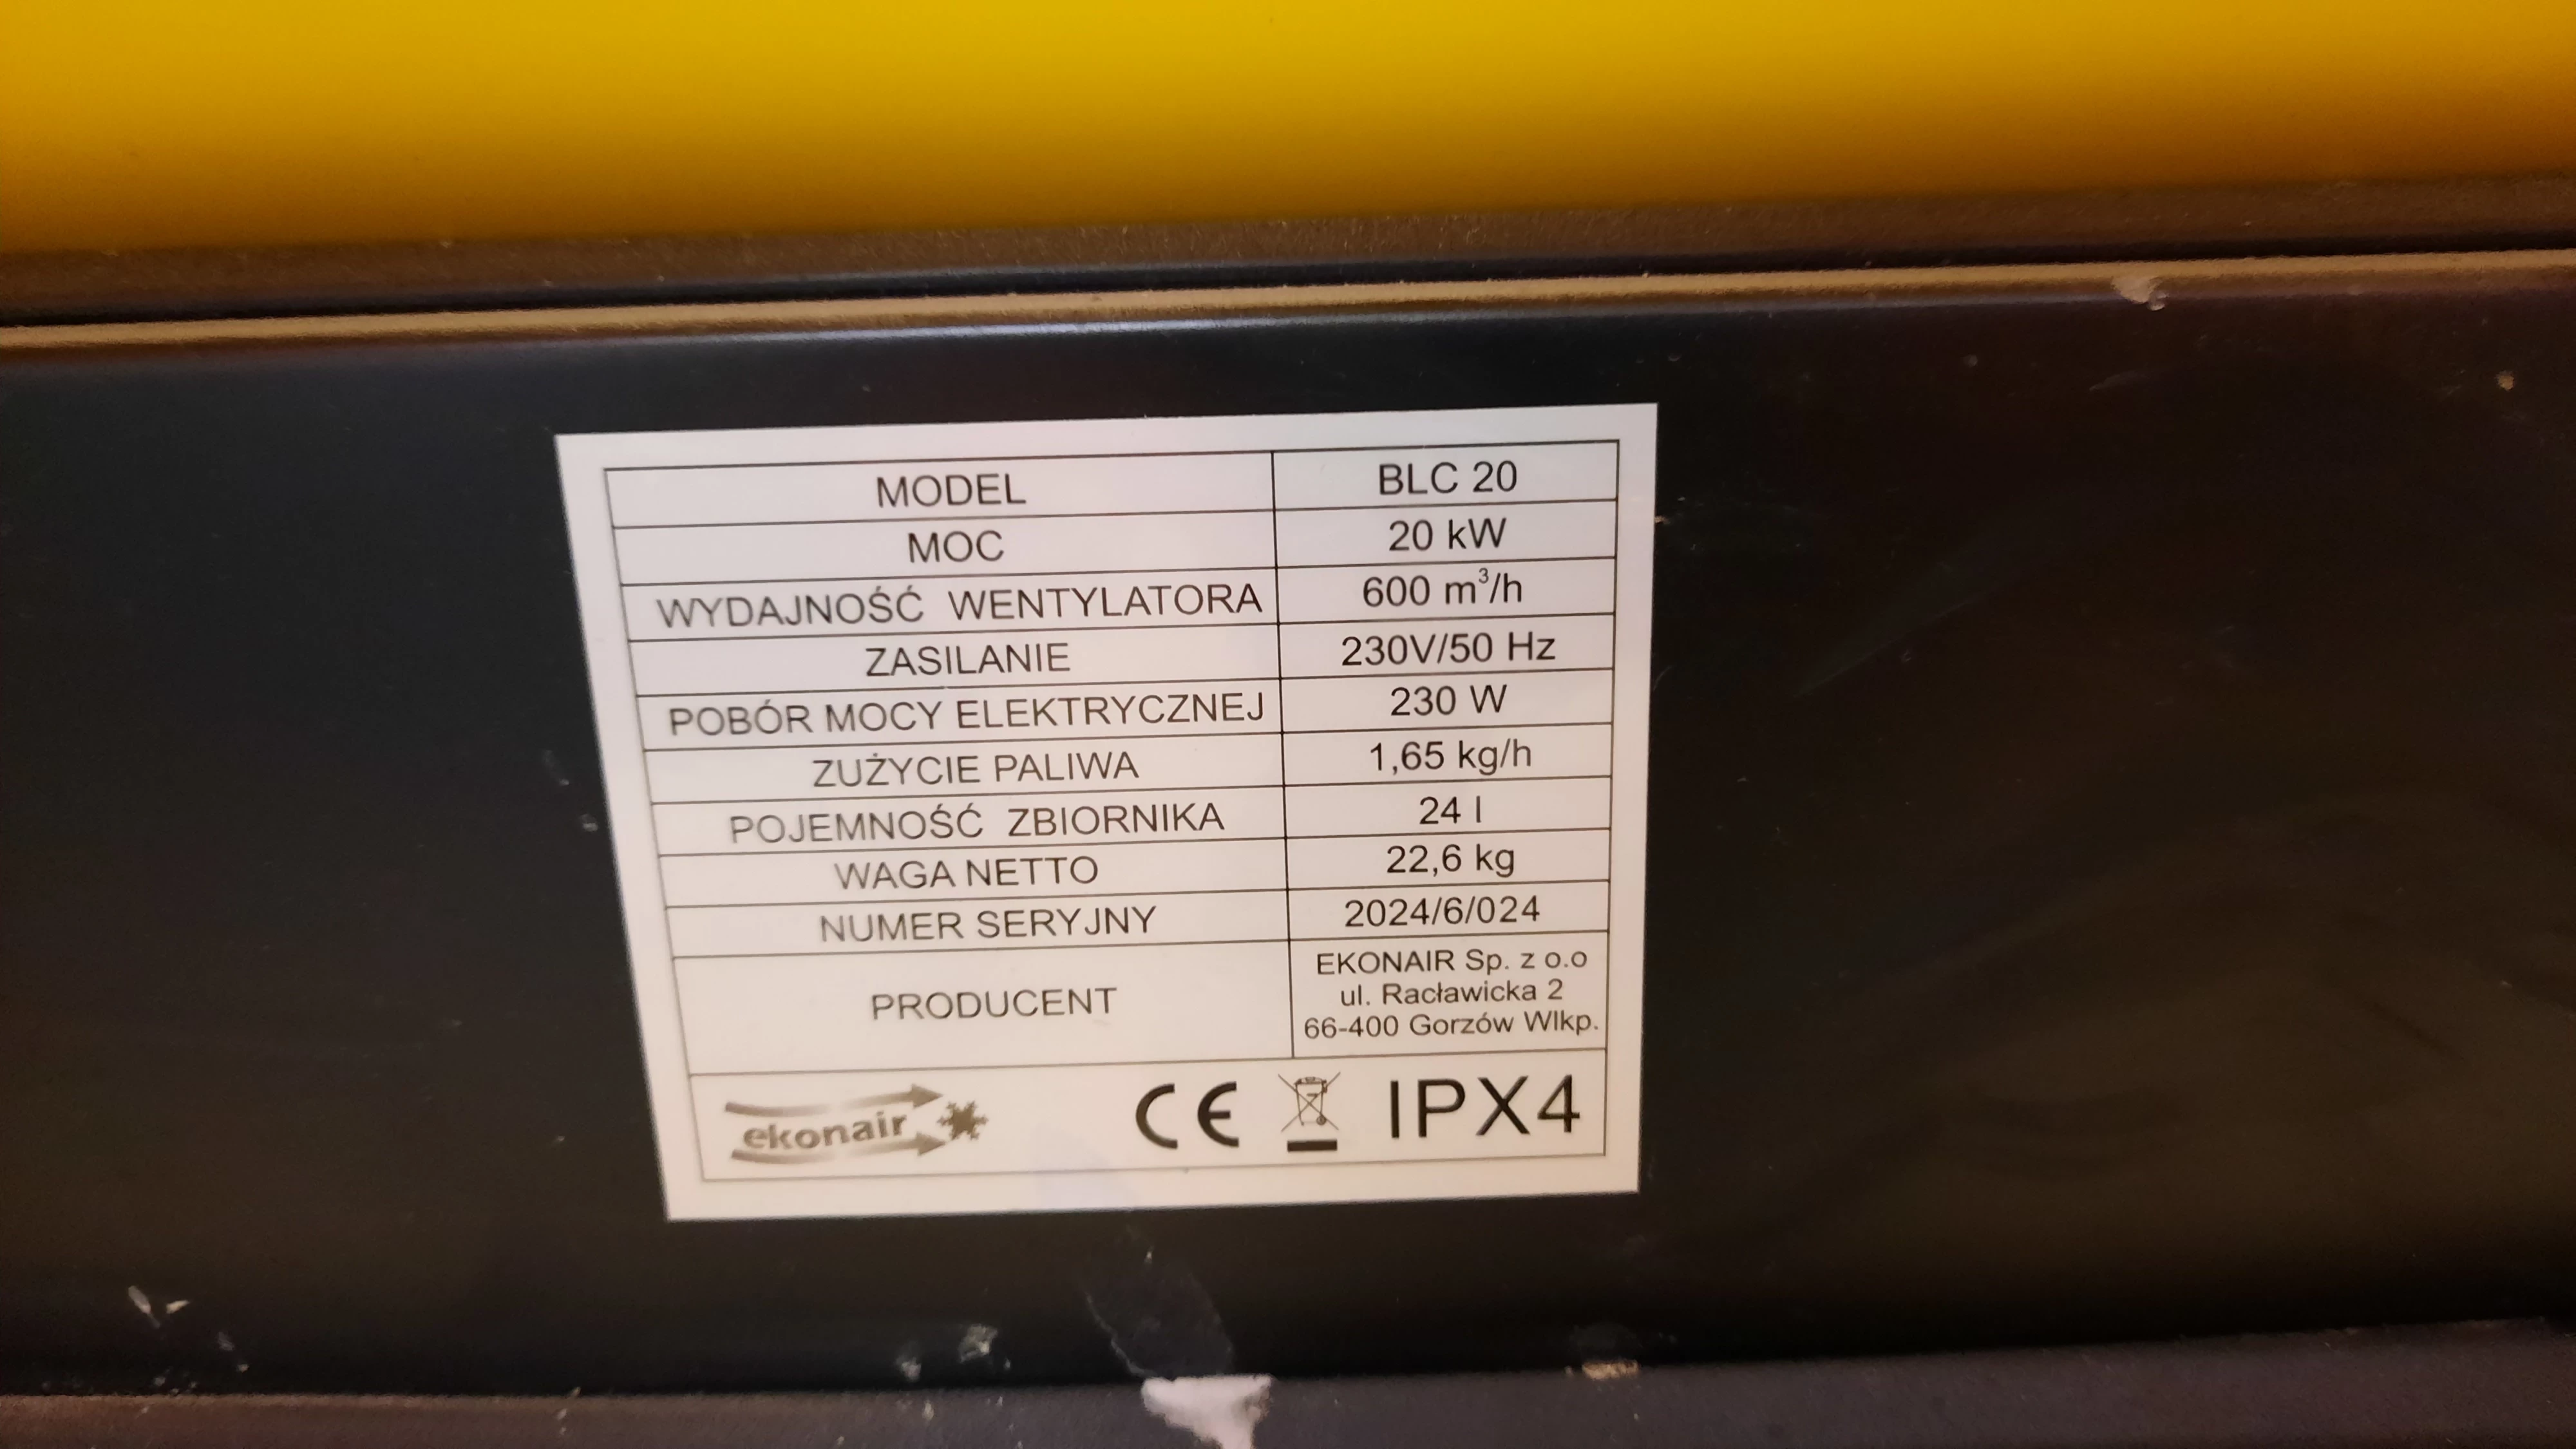 MODEL BLC 20
MOC 20 kW
WYDAJNOŚĆ WENTYLATORA 600 m³/h
ZASILANIE 230V/50 Hz
POBÓR MOCY ELEKTRYCZNEJ 230 W
ZUŻYCIE PALIWA 1,65 kg/h
POJEMNOŚĆ ZBIORNIKA 24 l
WAGA NETTO 22,6 kg
NUMER SERYJNY 2024/6/024
PRODUCENT
EKONAIR Sp. z o.o
ul. Racławicka 2
66-400 Gorzów Wlkp.
ekonair CE IPX4